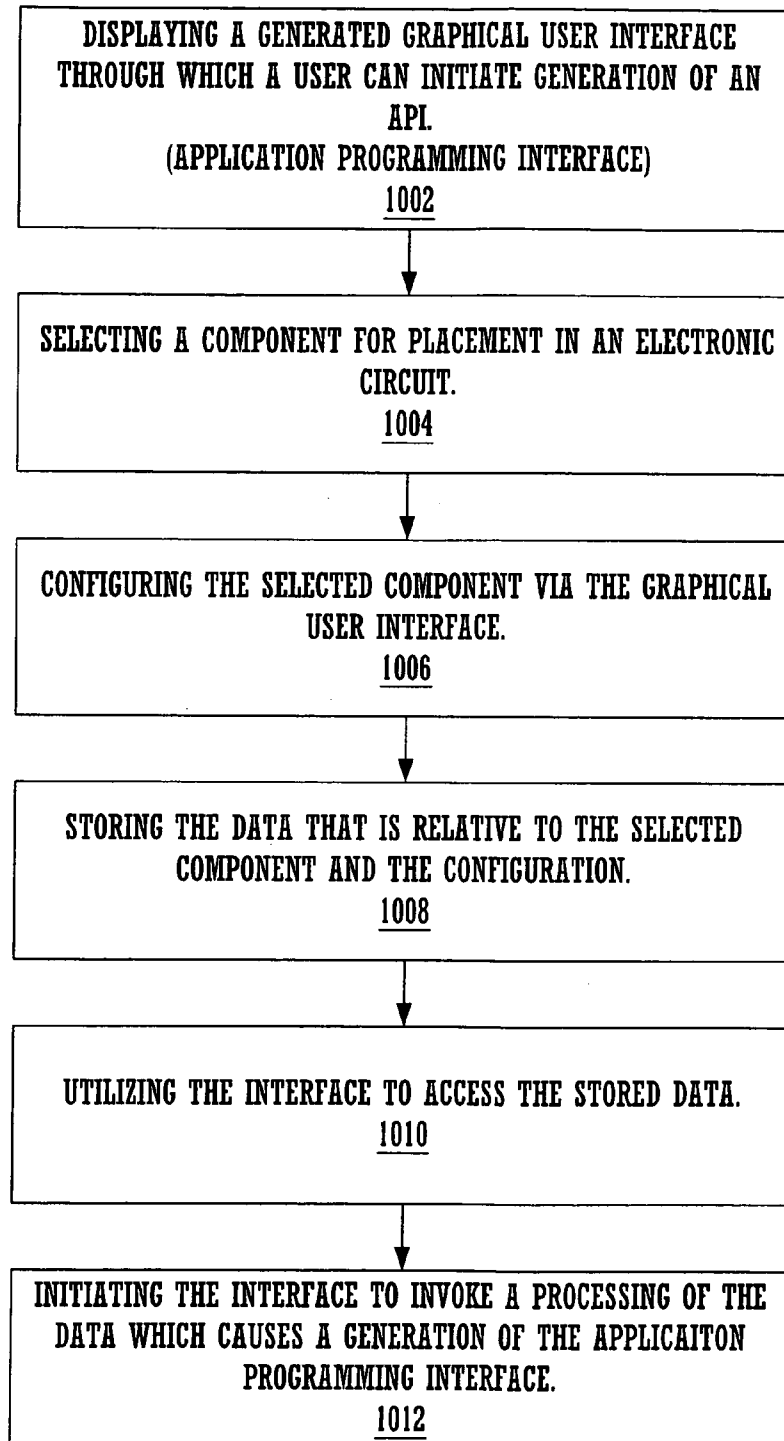 DISPLAYING A GENERATED GRAPHICAL USER INTERFACE
THROUGH WHICH A USER CAN INITIATE GENERATION OF AN
API.
(APPLICATION PROGRAMMING INTERFACE)
1002
SELECTING A COMPONENT FOR PLACEMENT IN AN ELECTRONIC
CIRCUIT.
1004
CONFIGURING THE SELECTED COMPONENT VIA THE GRAPHICAL
USER INTERFACE.
1006
STORING THE DATA THAT IS RELATIVE TO THE SELECTED
COMPONENT AND THE CONFIGURATION.
1008
UTILIZING THE INTERFACE TO ACCESS THE STORED DATA.
1010
INITIATING THE INTERFACE TO INVOKE A PROCESSING OF THE
DATA WHICH CAUSES A GENERATION OF THE APPLICAITON
PROGRAMMING INTERFACE.
1012